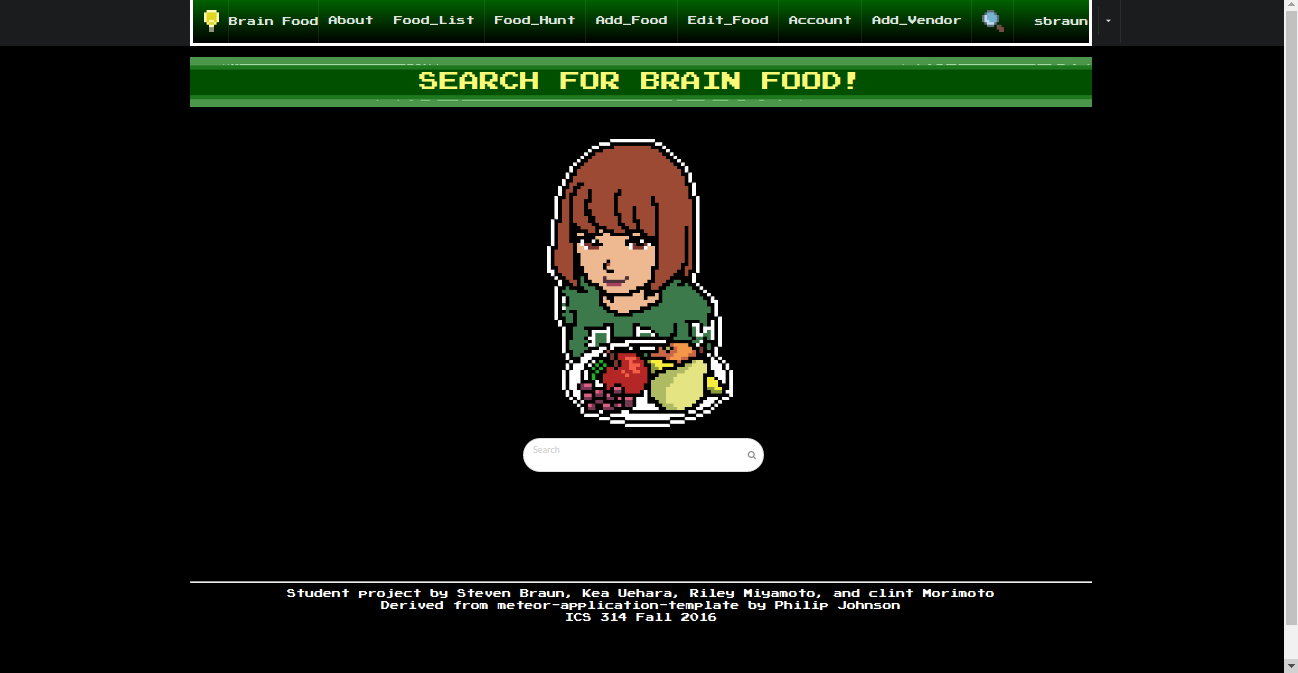 Brain Food About Food_List Food_Hunt Add_Food Edit_Food Account Add_Vendor sbraun
SEARCH FOR BRAIN FOOD!
Search
Student project by Steven Braun, Kea Uehara, Riley Miyamoto, and clint Morimoto
Derived from meteor-application-template by Philip Johnson
ICS 314 Fall 2016